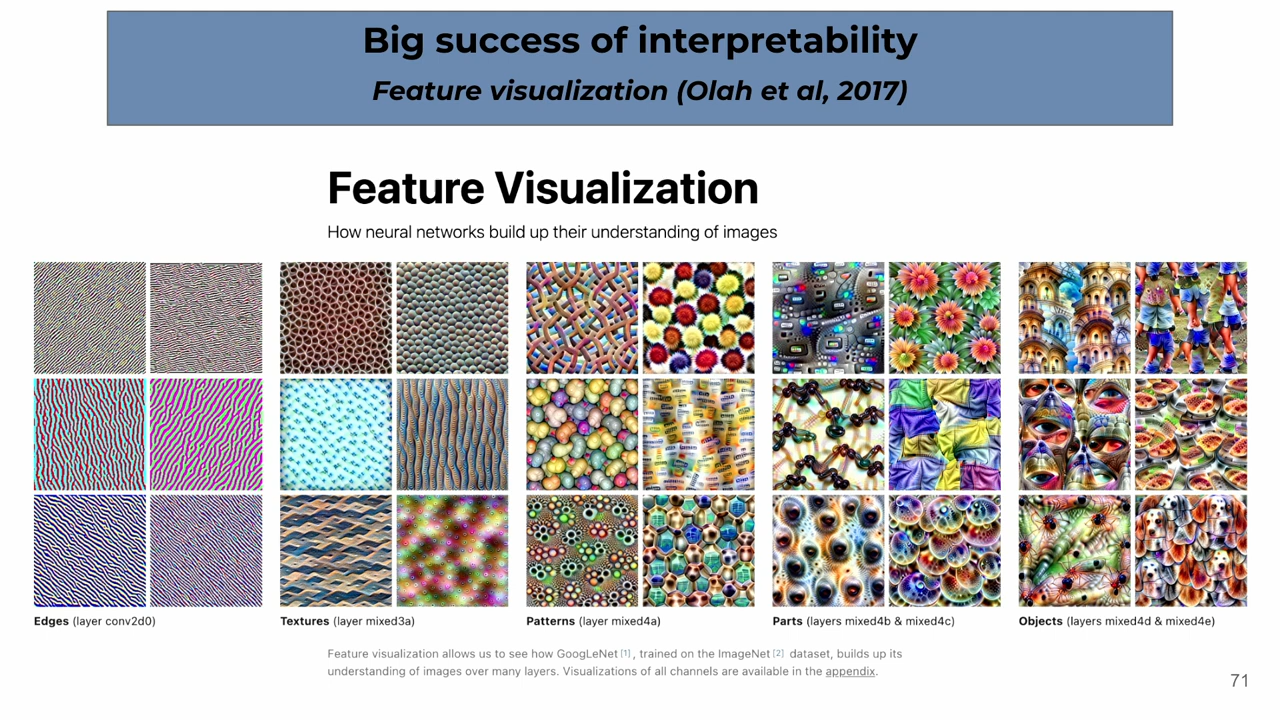 Big success of interpretability
Feature visualization (Olah et al, 2017)
Feature Visualization
How neural networks build up their understanding of images
Edges (layer conv2d0)
Textures (layer mixed3a)
Patterns (layer mixed4a)
Parts (layers mixed4b & mixed4c)
Objects (layers mixed4d & mixed4e)
Feature visualization allows us to see how GoogLeNet [1], trained on the ImageNet [2] dataset, builds up its
understanding of images over many layers. Visualizations of all channels are available in the appendix.
71